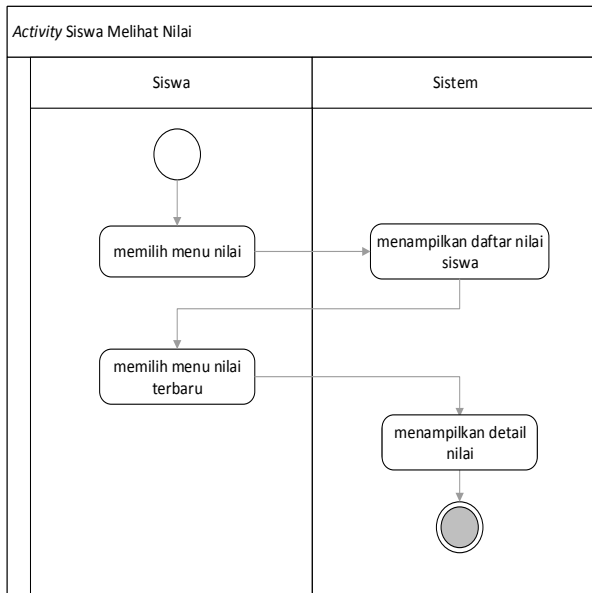 Activity Siswa Melihat Nilai
Siswa
Sistem
memilih menu nilai
menampilkan daftar nilai
siswa
memilih menu nilai
terbaru
menampilkan detail
nilai